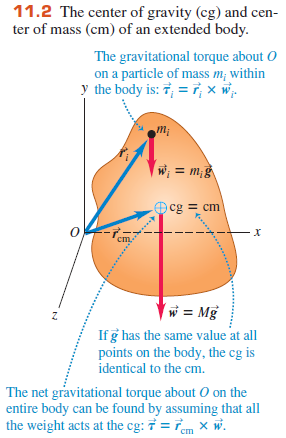 11.2 The center of gravity (cg) and cen-
ter of mass (cm) of an extended body.
The gravitational torque about O
on a particle of mass mᵢ within
the body is: τ⃗ᵢ = r⃗ᵢ × w⃗ᵢ.
y
mᵢ
r⃗ᵢ
w⃗ᵢ = mᵢg⃗
cg = cm
O
r⃗cm
x
z
w⃗ = Mg⃗
If g⃗ has the same value at all
points on the body, the cg is
identical to the cm.
The net gravitational torque about O on the
entire body can be found by assuming that all
the weight acts at the cg: τ⃗ = r⃗cm × w⃗.